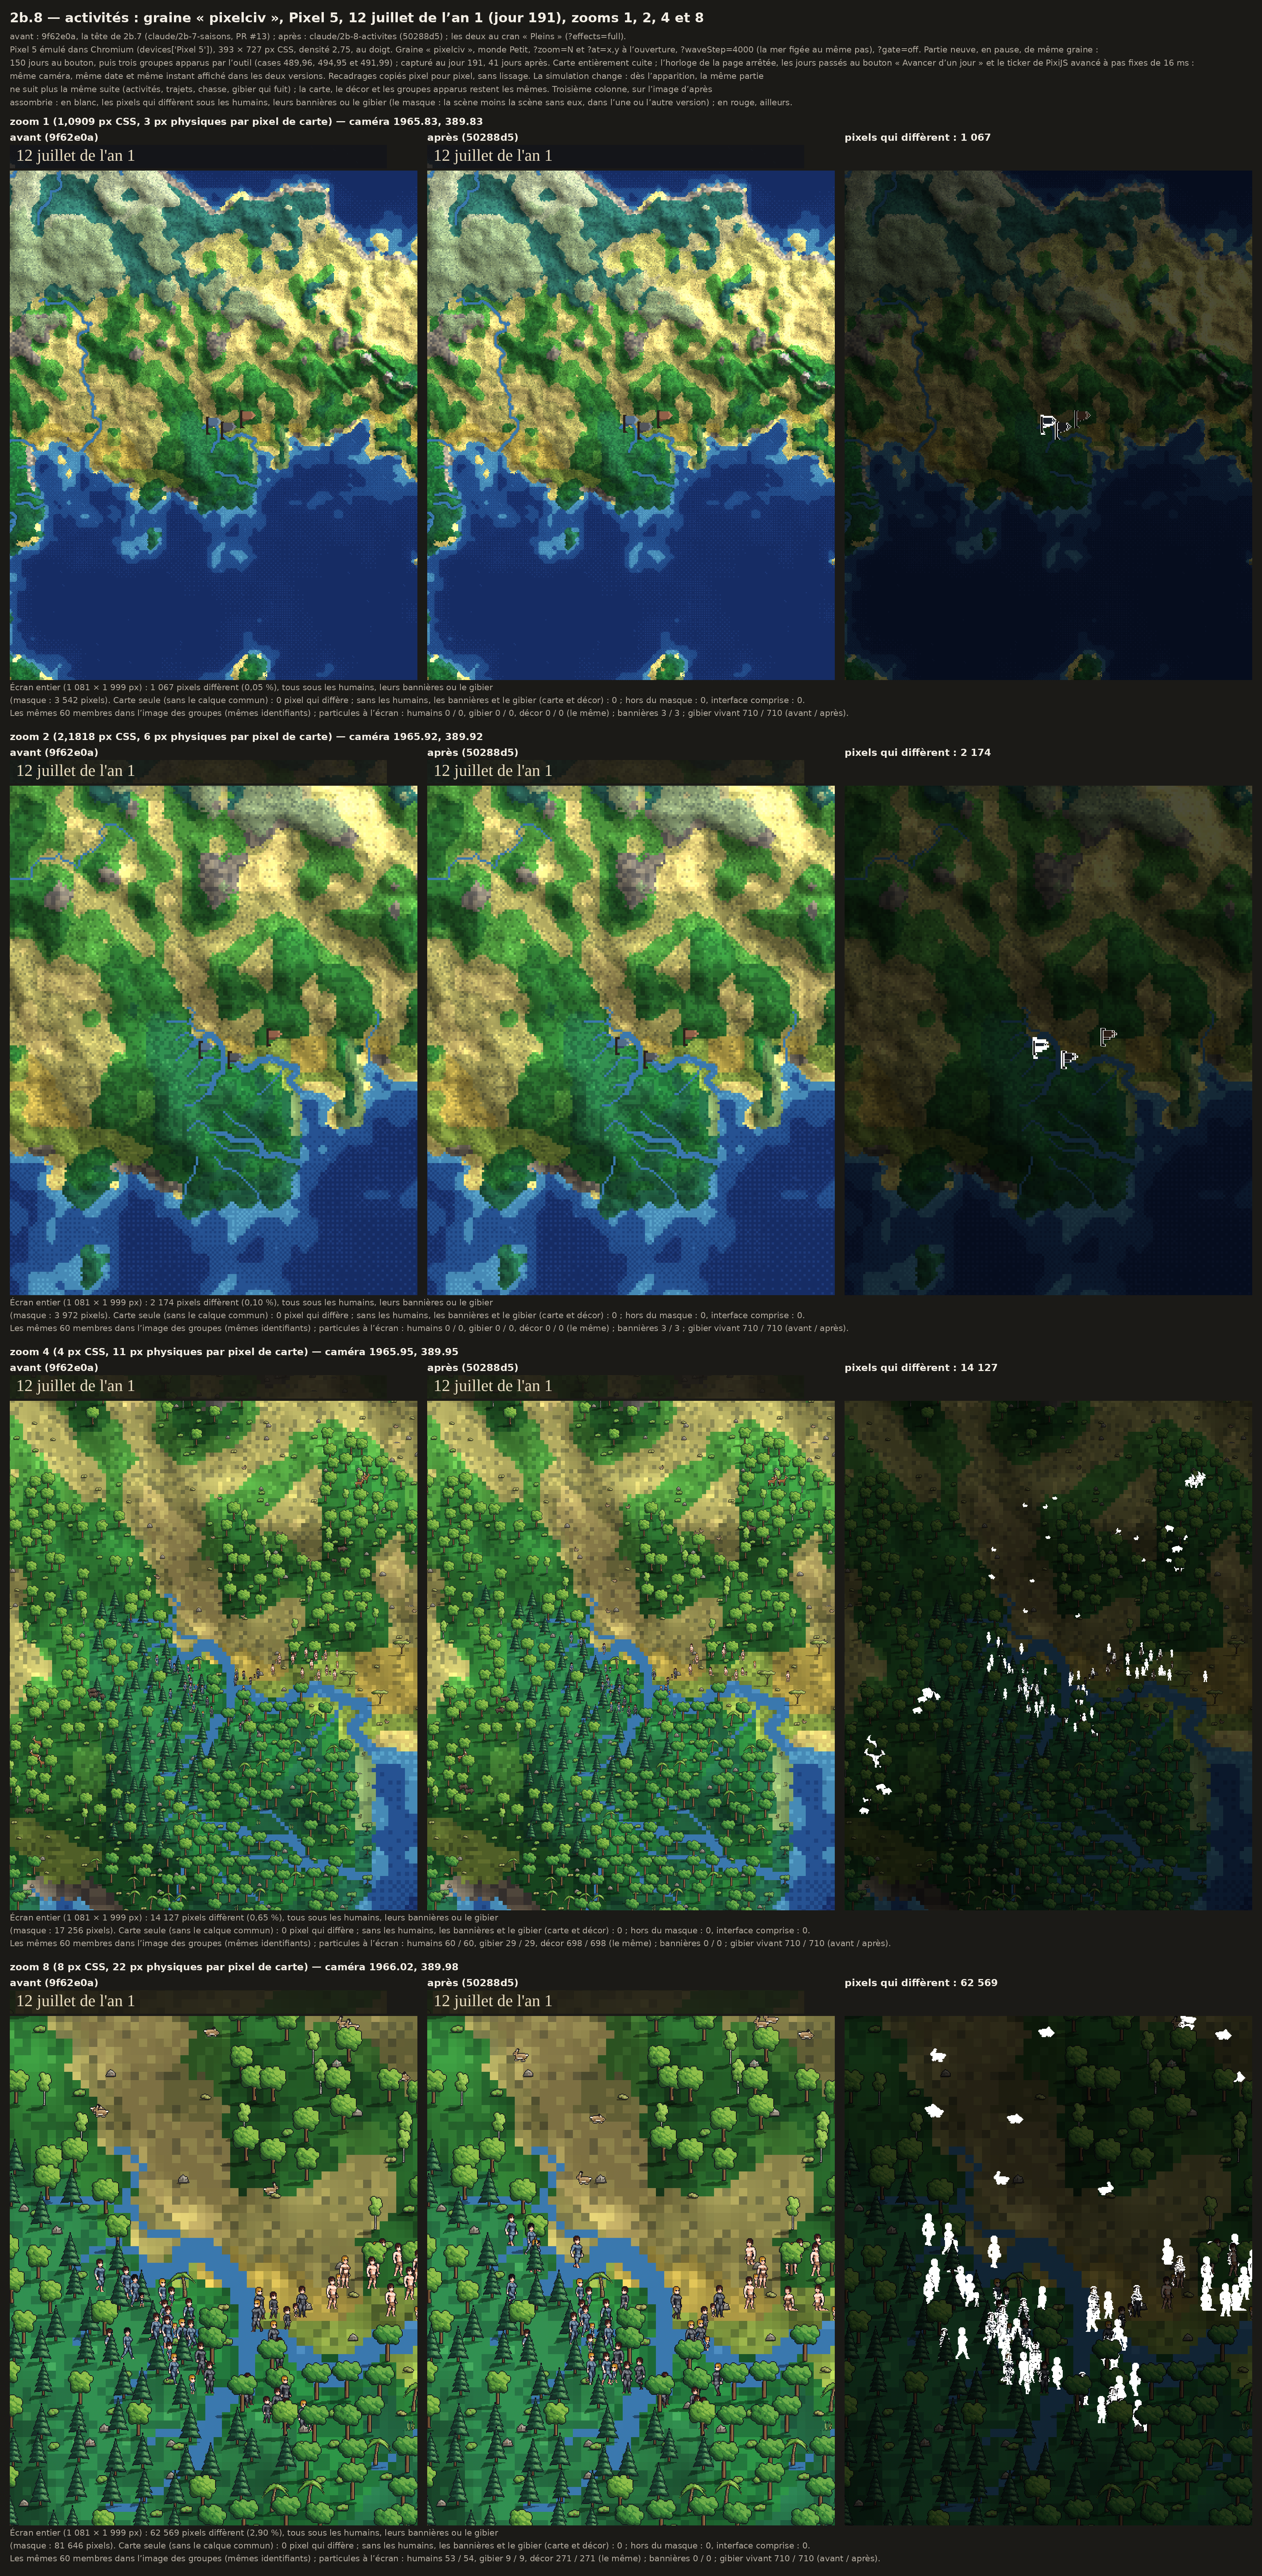 2b.8 — activités : graine « pixelciv », Pixel 5, 12 juillet de l’an 1 (jour 191), zooms 1, 2, 4 et 8
avant : 9f62e0a, la tête de 2b.7 (claude/2b-7-saisons, PR #13) ; après : claude/2b-8-activites (50288d5) ; les deux au cran « Pleins » (?effects=full).
Pixel 5 émulé dans Chromium (devices['Pixel 5']), 393 × 727 px CSS, densité 2,75, au doigt. Graine « pixelciv », monde Petit, ?zoom=N et ?at=x,y à l’ouverture, ?waveStep=4000 (la mer figée au même pas), ?gate=off. Partie neuve, en pause, de même graine :
150 jours au bouton, puis trois groupes apparus par l’outil (cases 489,96, 494,95 et 491,99) ; capturé au jour 191, 41 jours après. Carte entièrement cuite ; l’horloge de la page arrêtée, les jours passés au bouton « Avancer d’un jour » et le ticker de PixiJS avancé à pas fixes de 16 ms :
même caméra, même date et même instant affiché dans les deux versions. Recadrages copiés pixel pour pixel, sans lissage. La simulation change : dès l’apparition, la même partie
ne suit plus la même suite (activités, trajets, chasse, gibier qui fuit) ; la carte, le décor et les groupes apparus restent les mêmes. Troisième colonne, sur l’image d’après
assombrie : en blanc, les pixels qui diffèrent sous les humains, leurs bannières ou le gibier (le masque : la scène moins la scène sans eux, dans l’une ou l’autre version) ; en rouge, ailleurs.
zoom 1 (1,0909 px CSS, 3 px physiques par pixel de carte) — caméra 1965.83, 389.83
avant (9f62e0a) après (50288d5) pixels qui diffèrent : 1 067
12 juillet de l'an 1 12 juillet de l'an 1
Écran entier (1 081 × 1 999 px) : 1 067 pixels diffèrent (0,05 %), tous sous les humains, leurs bannières ou le gibier
(masque : 3 542 pixels). Carte seule (sans le calque commun) : 0 pixel qui diffère ; sans les humains, les bannières et le gibier (carte et décor) : 0 ; hors du masque : 0, interface comprise : 0.
Les mêmes 60 membres dans l’image des groupes (mêmes identifiants) ; particules à l’écran : humains 0 / 0, gibier 0 / 0, décor 0 / 0 (le même) ; bannières 3 / 3 ; gibier vivant 710 / 710 (avant / après).
zoom 2 (2,1818 px CSS, 6 px physiques par pixel de carte) — caméra 1965.92, 389.92
avant (9f62e0a) après (50288d5) pixels qui diffèrent : 2 174
12 juillet de l'an 1 12 juillet de l'an 1
Écran entier (1 081 × 1 999 px) : 2 174 pixels diffèrent (0,10 %), tous sous les humains, leurs bannières ou le gibier
(masque : 3 972 pixels). Carte seule (sans le calque commun) : 0 pixel qui diffère ; sans les humains, les bannières et le gibier (carte et décor) : 0 ; hors du masque : 0, interface comprise : 0.
Les mêmes 60 membres dans l’image des groupes (mêmes identifiants) ; particules à l’écran : humains 0 / 0, gibier 0 / 0, décor 0 / 0 (le même) ; bannières 3 / 3 ; gibier vivant 710 / 710 (avant / après).
zoom 4 (4 px CSS, 11 px physiques par pixel de carte) — caméra 1965.95, 389.95
avant (9f62e0a) après (50288d5) pixels qui diffèrent : 14 127
12 juillet de l'an 1 12 juillet de l'an 1
Écran entier (1 081 × 1 999 px) : 14 127 pixels diffèrent (0,65 %), tous sous les humains, leurs bannières ou le gibier
(masque : 17 256 pixels). Carte seule (sans le calque commun) : 0 pixel qui diffère ; sans les humains, les bannières et le gibier (carte et décor) : 0 ; hors du masque : 0, interface comprise : 0.
Les mêmes 60 membres dans l’image des groupes (mêmes identifiants) ; particules à l’écran : humains 60 / 60, gibier 29 / 29, décor 698 / 698 (le même) ; bannières 0 / 0 ; gibier vivant 710 / 710 (avant / après).
zoom 8 (8 px CSS, 22 px physiques par pixel de carte) — caméra 1966.02, 389.98
avant (9f62e0a) après (50288d5) pixels qui diffèrent : 62 569
12 juillet de l'an 1 12 juillet de l'an 1
Écran entier (1 081 × 1 999 px) : 62 569 pixels diffèrent (2,90 %), tous sous les humains, leurs bannières ou le gibier
(masque : 81 646 pixels). Carte seule (sans le calque commun) : 0 pixel qui diffère ; sans les humains, les bannières et le gibier (carte et décor) : 0 ; hors du masque : 0, interface comprise : 0.
Les mêmes 60 membres dans l’image des groupes (mêmes identifiants) ; particules à l’écran : humains 53 / 54, gibier 9 / 9, décor 271 / 271 (le même) ; bannières 0 / 0 ; gibier vivant 710 / 710 (avant / après).